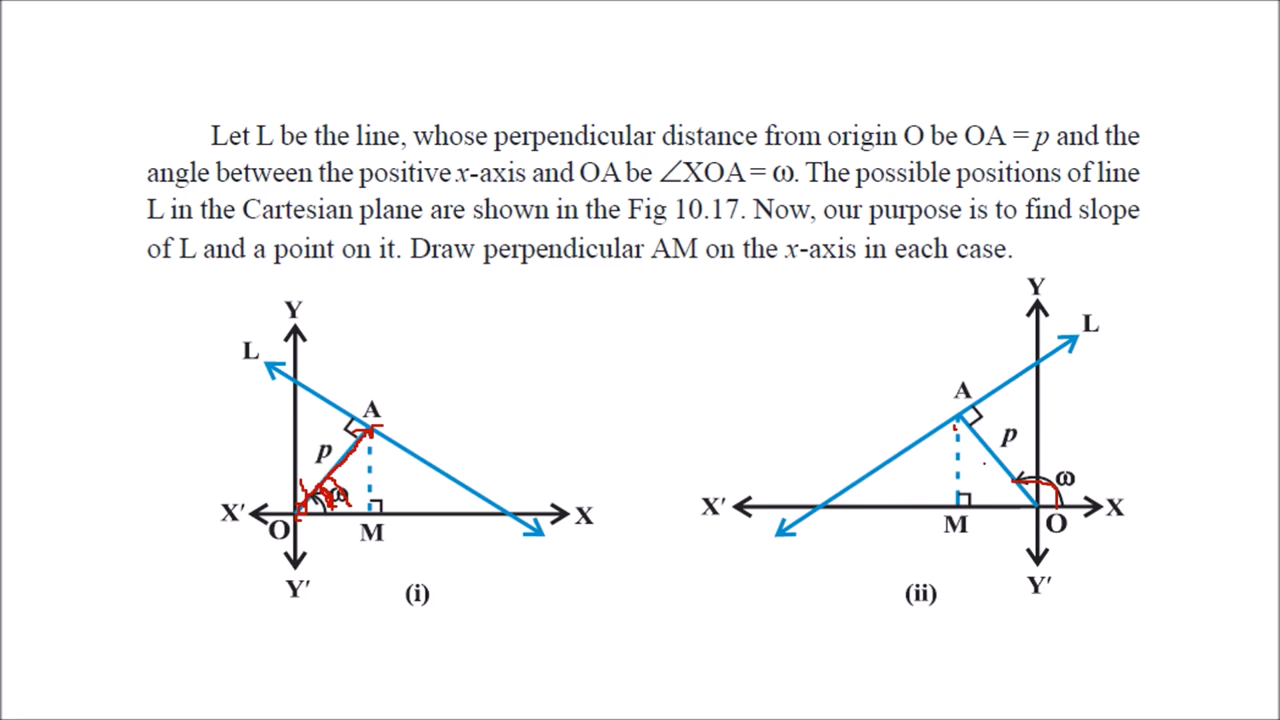 Let L be the line, whose perpendicular distance from origin O be OA = p and the
angle between the positive x-axis and OA be ∠XOA = ω. The possible positions of line
L in the Cartesian plane are shown in the Fig 10.17. Now, our purpose is to find slope
of L and a point on it. Draw perpendicular AM on the x-axis in each case.
Y
L
A
p
ω
X′
O
M
X
Y′
(i)
Y
L
A
p
ω
X′
M
O
X
Y′
(ii)